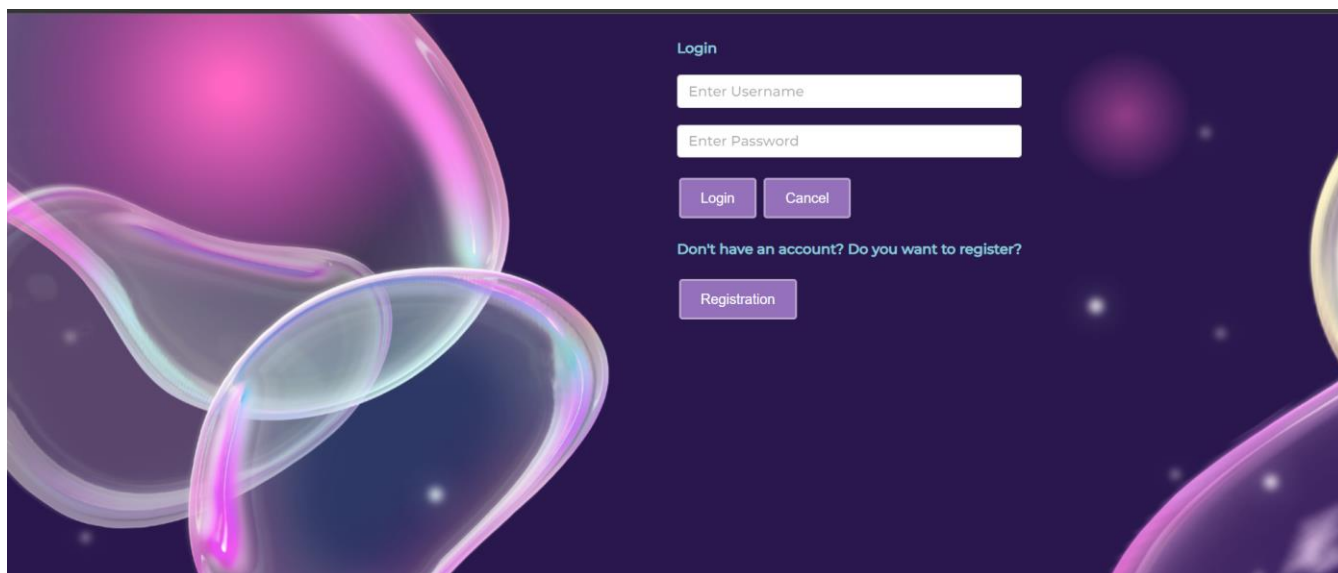 Login
Enter Username
Enter Password
Login Cancel
Don't have an account? Do you want to register?
Registration